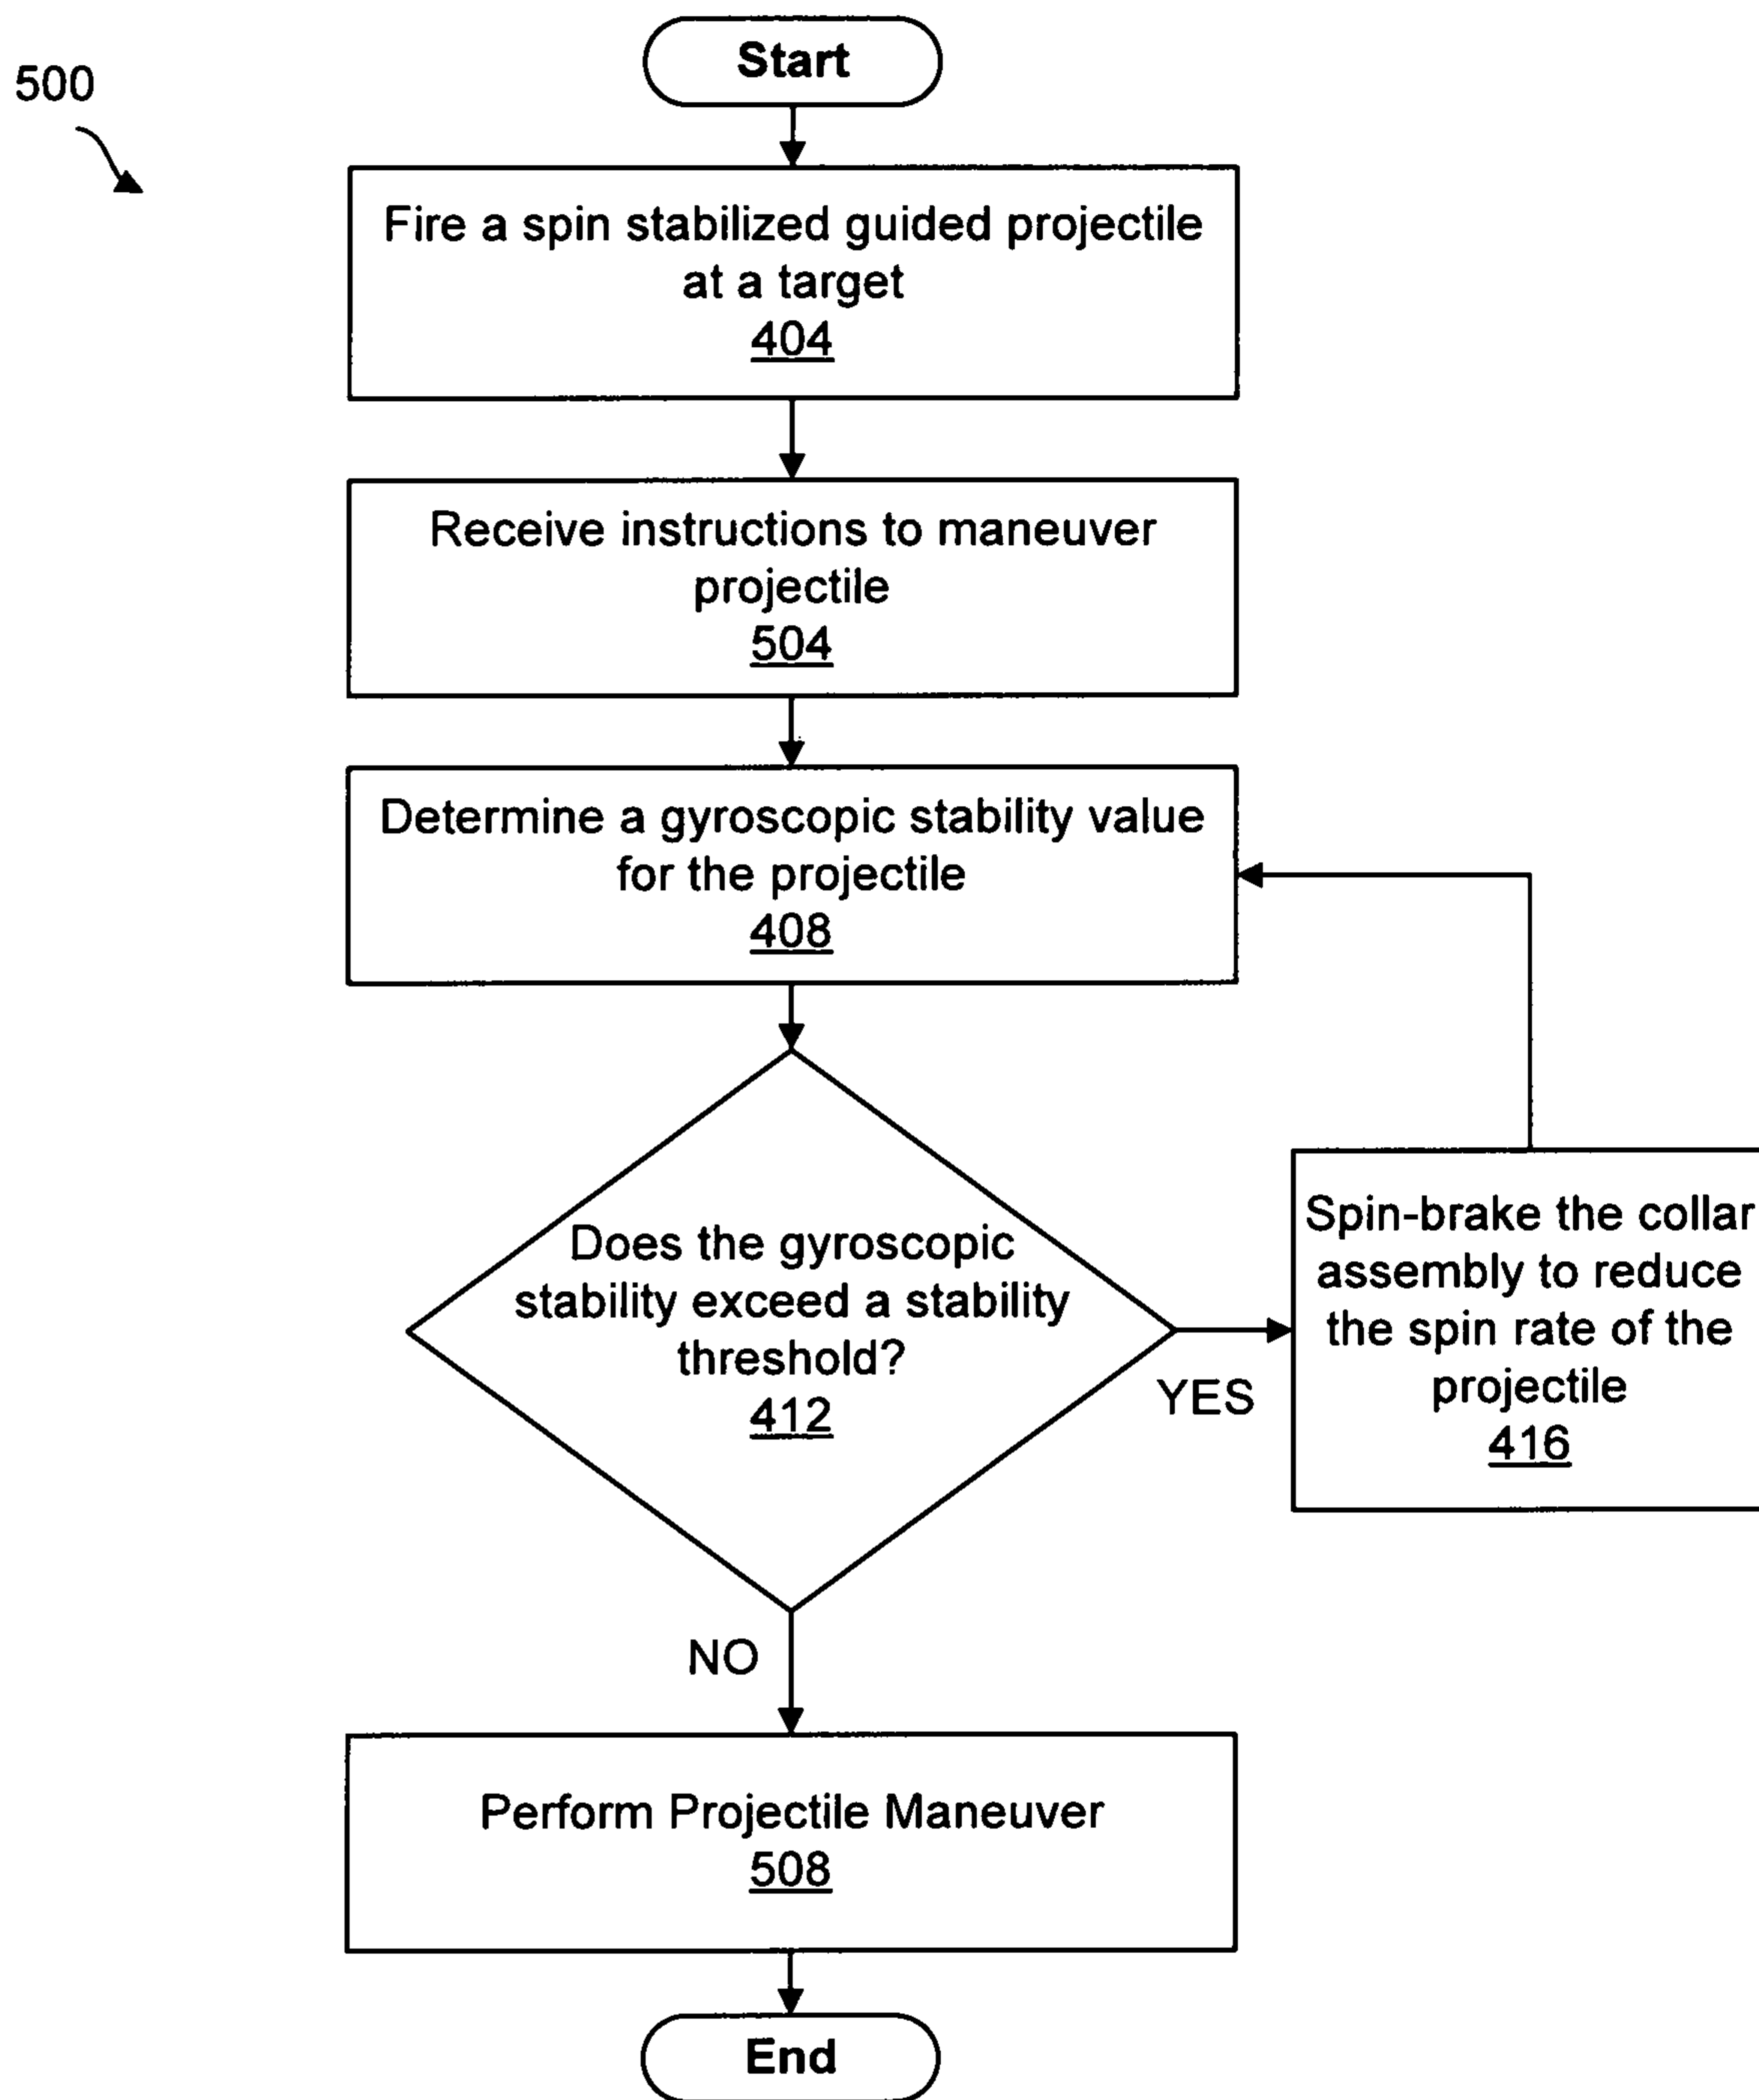 Start
500
Fire a spin stabilized guided projectile
at a target
404
Receive instructions to maneuver
projectile
504
Determine a gyroscopic stability value
for the projectile
408
Does the gyroscopic
stability exceed a stability
threshold?
412
YES
Spin-brake the collar
assembly to reduce
the spin rate of the
projectile
416
NO
Perform Projectile Maneuver
508
End